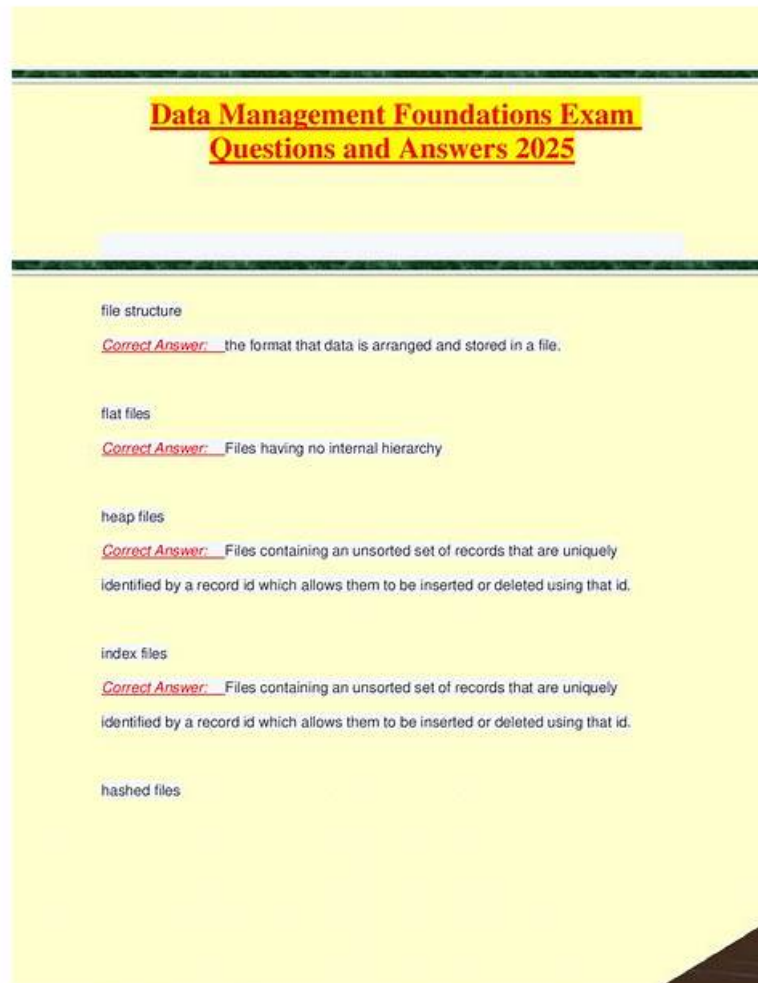 Data Management Foundations Exam
Questions and Answers 2025
file structure
Correct Answer: the format that data is arranged and stored in a file.
flat files
Correct Answer: Files having no internal hierarchy
heap files
Correct Answer: Files containing an unsorted set of records that are uniquely
identified by a record id which allows them to be inserted or deleted using that id.
index files
Correct Answer: Files containing an unsorted set of records that are uniquely
identified by a record id which allows them to be inserted or deleted using that id.
hashed files